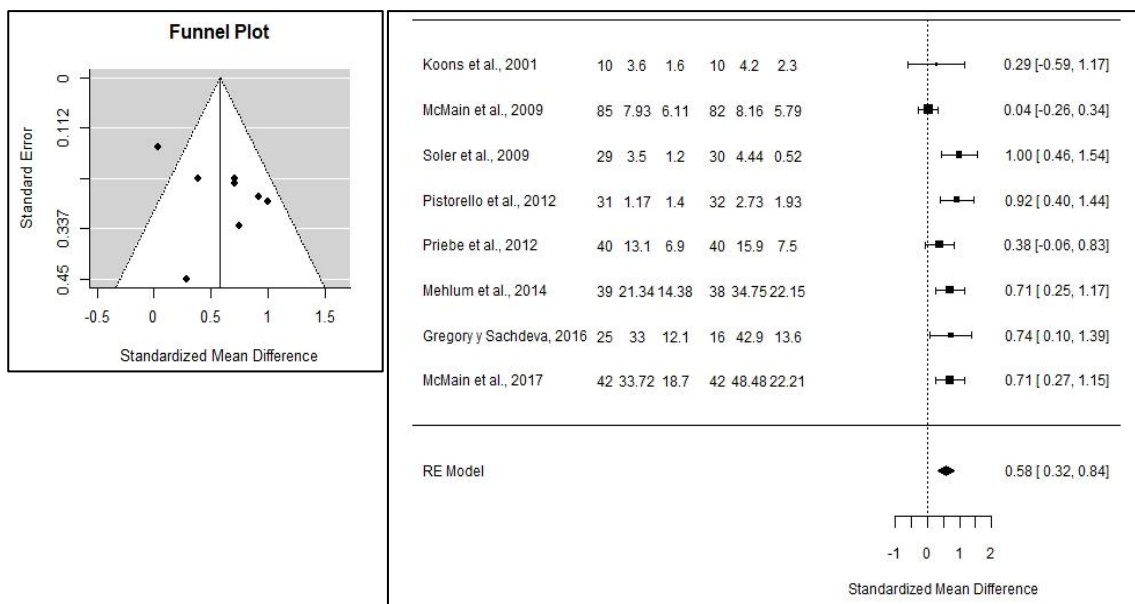 Funnel Plot
Standard Error
0
0.112
0.337
0.45
-0.5 0 0.5 1 1.5
Standardized Mean Difference
Koons et al., 2001 10 3.6 1.6 10 4.2 2.3 0.29 [-0.59, 1.17]
McMain et al., 2009 85 7.93 6.11 82 8.16 5.79 0.04 [-0.26, 0.34]
Soler et al., 2009 29 3.5 1.2 30 4.44 0.52 1.00 [ 0.46, 1.54]
Pistorello et al., 2012 31 1.17 1.4 32 2.73 1.93 0.92 [ 0.40, 1.44]
Priebe et al., 2012 40 13.1 6.9 40 15.9 7.5 0.38 [-0.06, 0.83]
Mehlum et al., 2014 39 21.34 14.38 38 34.75 22.15 0.71 [ 0.25, 1.17]
Gregory y Sachdeva, 2016 25 33 12.1 16 42.9 13.6 0.74 [ 0.10, 1.39]
McMain et al., 2017 42 33.72 18.7 42 48.48 22.21 0.71 [ 0.27, 1.15]
RE Model 0.58 [ 0.32, 0.84]
-1 0 1 2
Standardized Mean Difference